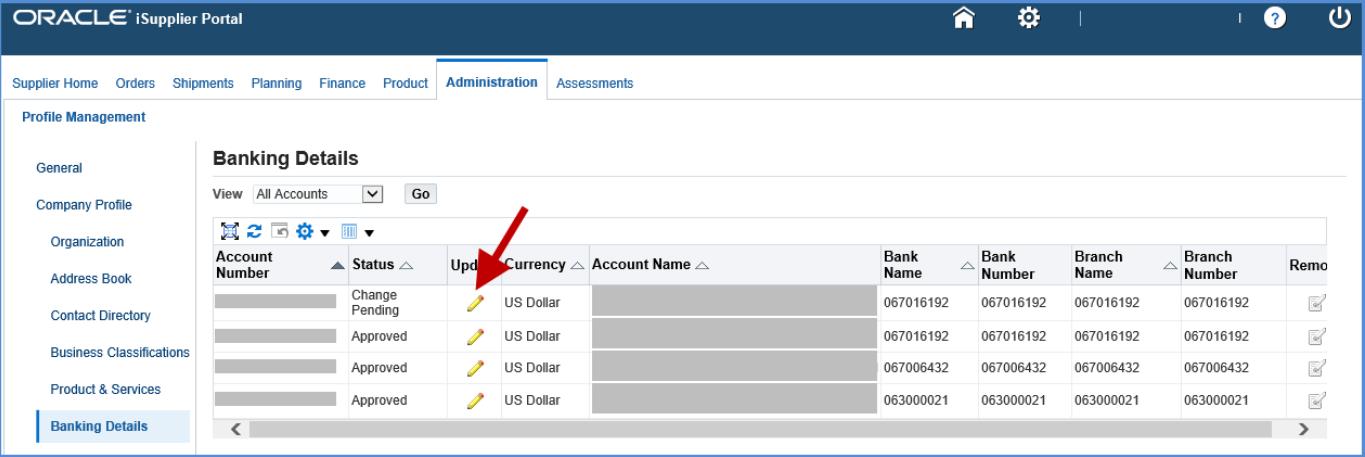 ORACLE® iSupplier Portal
?
Supplier Home Orders Shipments Planning Finance Product Administration Assessments
Profile Management
General
Company Profile
Organization
Address Book
Contact Directory
Business Classifications
Product & Services
Banking Details
Banking Details
View All Accounts Go
Account Number Status Upd Currency Account Name Bank Name Bank Number Branch Name Branch Number Remo
Change Pending US Dollar 067016192 067016192 067016192 067016192
Approved US Dollar 067016192 067016192 067016192 067016192
Approved US Dollar 067006432 067006432 067006432 067006432
Approved US Dollar 063000021 063000021 063000021 063000021